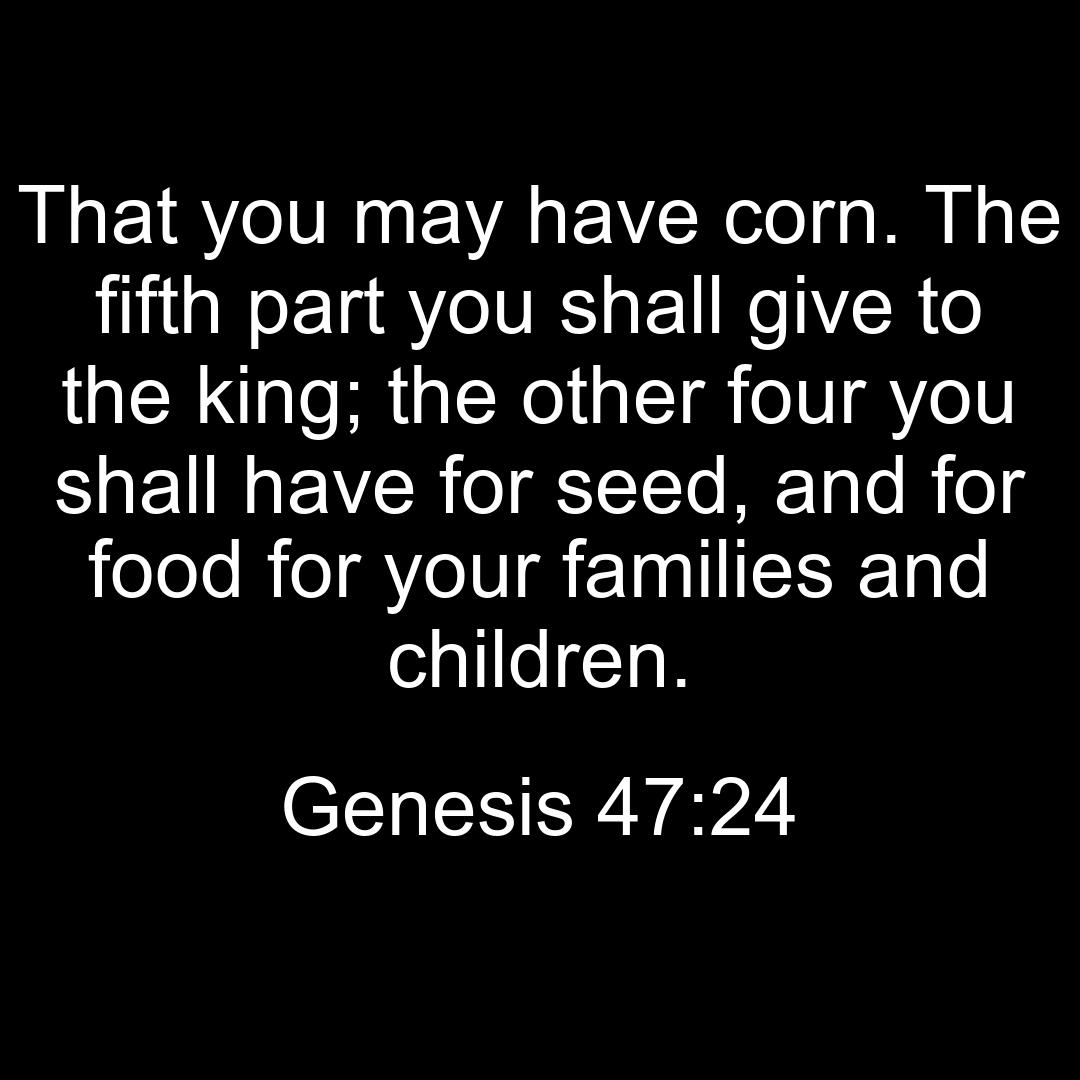 That you may have corn. The
fifth part you shall give to
the king; the other four you
shall have for seed, and for
food for your families and
children.
Genesis 47:24